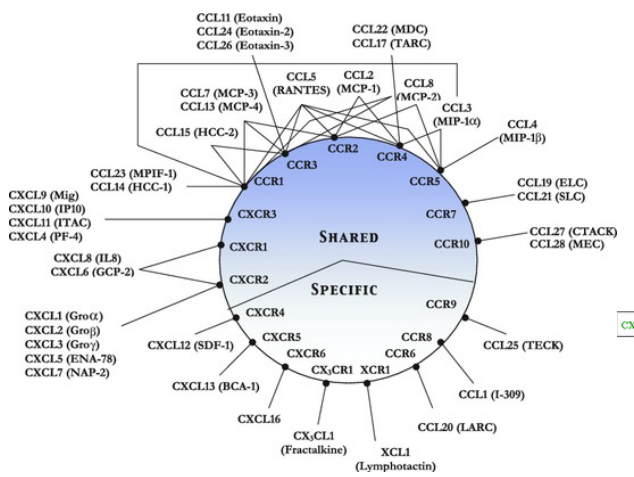 CCL11 (Eotaxin)
CCL24 (Eotaxin-2)
CCL26 (Eotaxin-3)
CCL22 (MDC)
CCL17 (TARC)
CCL7 (MCP-3)
CCL13 (MCP-4)
CCL5
(RANTES)
CCL2
(MCP-1)
CCL8
(MCP-2)
CCL3
(MIP-1α)
CCL4
(MIP-1β)
CCL15 (HCC-2)
CCL23 (MPIF-1)
CCL14 (HCC-1)
CXCL9 (Mig)
CXCL10 (IP10)
CXCL11 (ITAC)
CXCL4 (PF-4)
CXCL8 (IL8)
CXCL6 (GCP-2)
CXCL1 (Groα)
CXCL2 (Groβ)
CXCL3 (Groγ)
CXCL5 (ENA-78)
CXCL7 (NAP-2)
CXCL12 (SDF-1)
CXCL13 (BCA-1)
CXCL16
CX3CL1
(Fractalkine)
XCL1
(Lymphotactin)
CCL20 (LARC)
CCL1 (I-309)
CCL25 (TECK)
CCL27 (CTACK)
CCL28 (MEC)
CCL19 (ELC)
CCL21 (SLC)
CCR2
CCR3
CCR4
CCR1
CCR5
CXCR3
CCR7
CXCR1
CCR10
CXCR2
SHARED
SPECIFIC
CXCR4
CCR9
CXCR5
CCR8
CXCR6
CCR6
CX3CR1
XCR1
CX